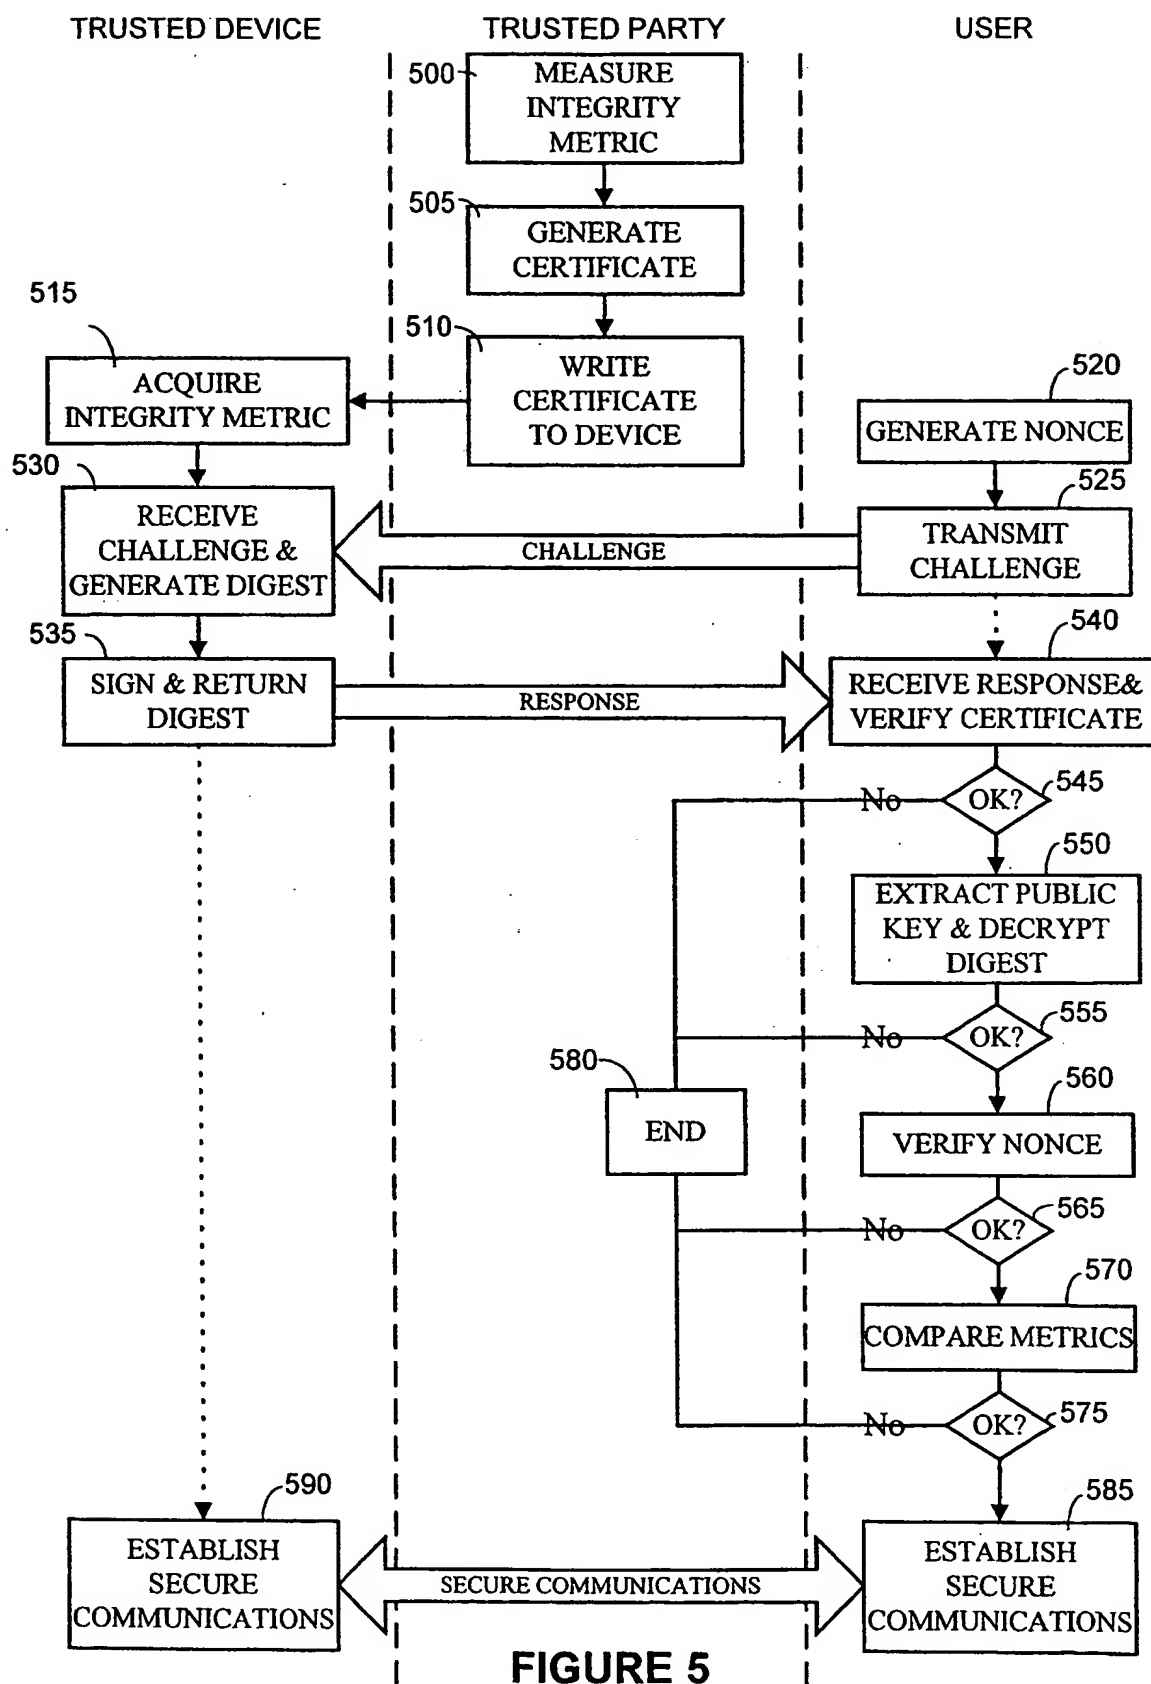 TRUSTED DEVICE
TRUSTED PARTY
USER
500
MEASURE
INTEGRITY
METRIC
505
GENERATE
CERTIFICATE
510
WRITE
CERTIFICATE
TO DEVICE
515
ACQUIRE
INTEGRITY METRIC
520
GENERATE NONCE
525
TRANSMIT
CHALLENGE
CHALLENGE
530
RECEIVE
CHALLENGE &
GENERATE DIGEST
535
SIGN & RETURN
DIGEST
RESPONSE
540
RECEIVE RESPONSE&
VERIFY CERTIFICATE
545
OK?
No
550
EXTRACT PUBLIC
KEY & DECRYPT
DIGEST
555
OK?
No
580
END
560
VERIFY NONCE
565
OK?
No
570
COMPARE METRICS
575
OK?
No
590
ESTABLISH
SECURE
COMMUNICATIONS
SECURE COMMUNICATIONS
585
ESTABLISH
SECURE
COMMUNICATIONS
FIGURE 5